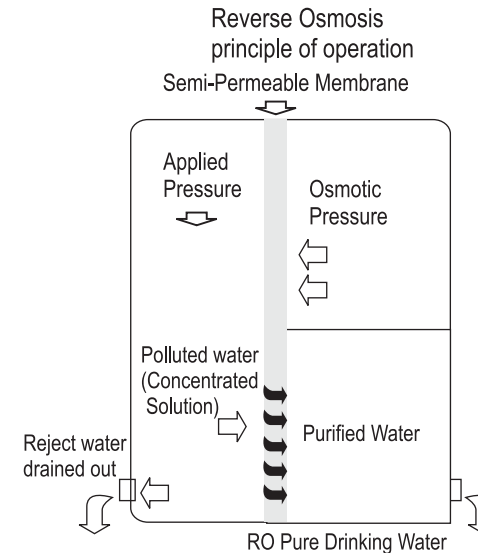 Reverse Osmosis
principle of operation
Semi-Permeable Membrane
Applied
Pressure
Osmotic
Pressure
Polluted water
(Concentrated
Solution)
Purified Water
Reject water
drained out
RO Pure Drinking Water